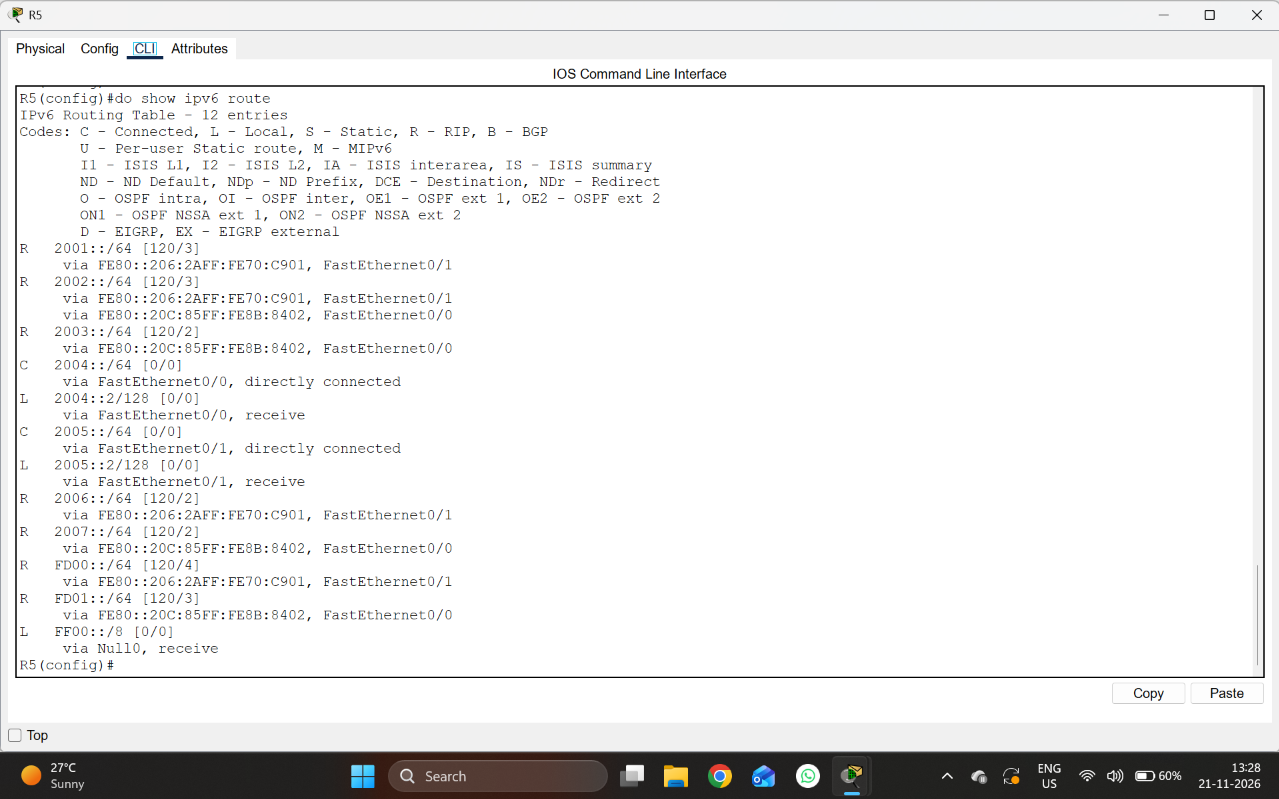 R5
Physical Config CLI Attributes
IOS Command Line Interface
R5(config)#do show ipv6 route
IPv6 Routing Table - 12 entries
Codes: C - Connected, L - Local, S - Static, R - RIP, B - BGP
U - Per-user Static route, M - MIPv6
I1 - ISIS L1, I2 - ISIS L2, IA - ISIS interarea, IS - ISIS summary
ND - ND Default, NDp - ND Prefix, DCE - Destination, NDr - Redirect
O - OSPF intra, OI - OSPF inter, OE1 - OSPF ext 1, OE2 - OSPF ext 2
ON1 - OSPF NSSA ext 1, ON2 - OSPF NSSA ext 2
D - EIGRP, EX - EIGRP external
R 2001::/64 [120/3]
via FE80::206:2AFF:FE70:C901, FastEthernet0/1
R 2002::/64 [120/3]
via FE80::206:2AFF:FE70:C901, FastEthernet0/1
via FE80::20C:85FF:FE8B:8402, FastEthernet0/0
R 2003::/64 [120/2]
via FE80::20C:85FF:FE8B:8402, FastEthernet0/0
C 2004::/64 [0/0]
via FastEthernet0/0, directly connected
L 2004::2/128 [0/0]
via FastEthernet0/0, receive
C 2005::/64 [0/0]
via FastEthernet0/1, directly connected
L 2005::2/128 [0/0]
via FastEthernet0/1, receive
R 2006::/64 [120/2]
via FE80::206:2AFF:FE70:C901, FastEthernet0/1
R 2007::/64 [120/2]
via FE80::20C:85FF:FE8B:8402, FastEthernet0/0
R FD00::/64 [120/4]
via FE80::206:2AFF:FE70:C901, FastEthernet0/1
R FD01::/64 [120/3]
via FE80::20C:85FF:FE8B:8402, FastEthernet0/0
L FF00::/8 [0/0]
via Null0, receive
R5(config)#
Copy Paste
Top
27°C
Sunny
Search
ENG
US
60%
13:28
21-11-2026